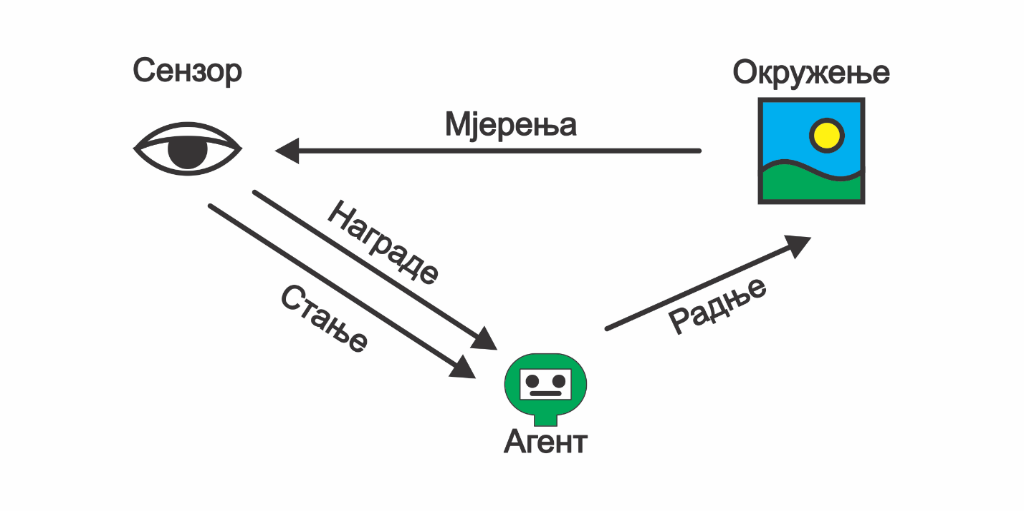 Сензор
Окружење
Мјерења
Награде
Стање
Радње
Агент